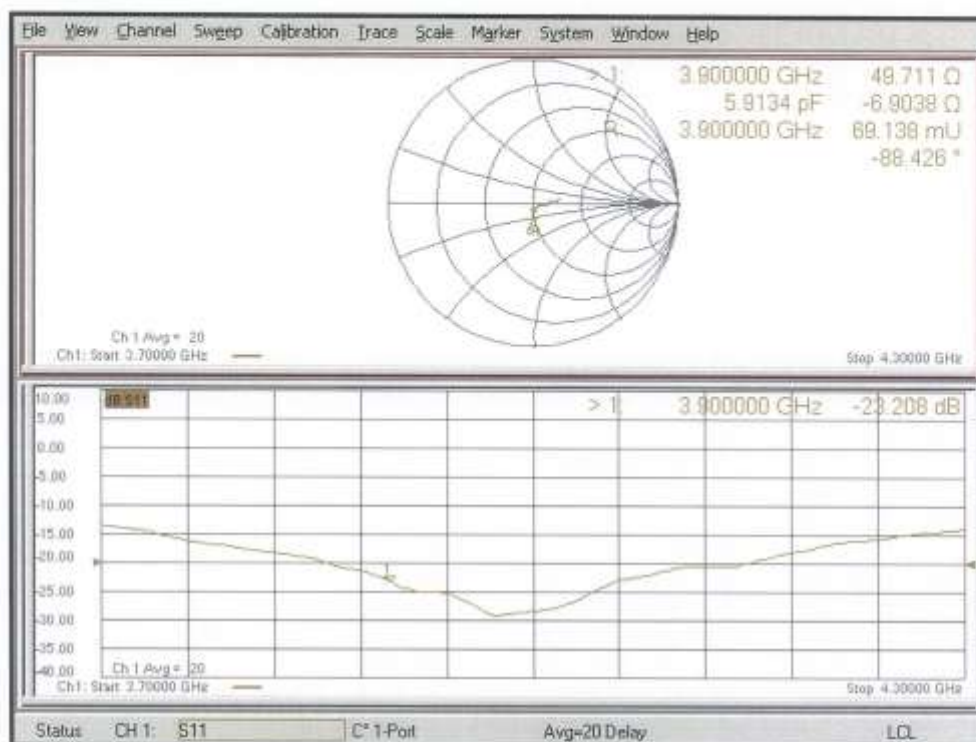 File View Channel Sweep Calibration Trace Scale Marker System Window Help
> 1: 3.900000 GHz 49.711 Ω
5.9134 pF -6.9038 Ω
3.900000 GHz 69.138 mU
-88.426 °
Ch 1 Avg = 20
Ch1: Start 3.70000 GHz
Stop 4.30000 GHz
10.00
dB S11
> 1: 3.900000 GHz -23.208 dB
5.00
0.00
-5.00
-10.00
-15.00
-20.00
1
-25.00
-30.00
-35.00
-40.00
Ch 1 Avg = 20
Ch1: Start 3.70000 GHz
Stop 4.30000 GHz
Status CH 1: S11 C* 1-Port Avg=20 Delay LCL